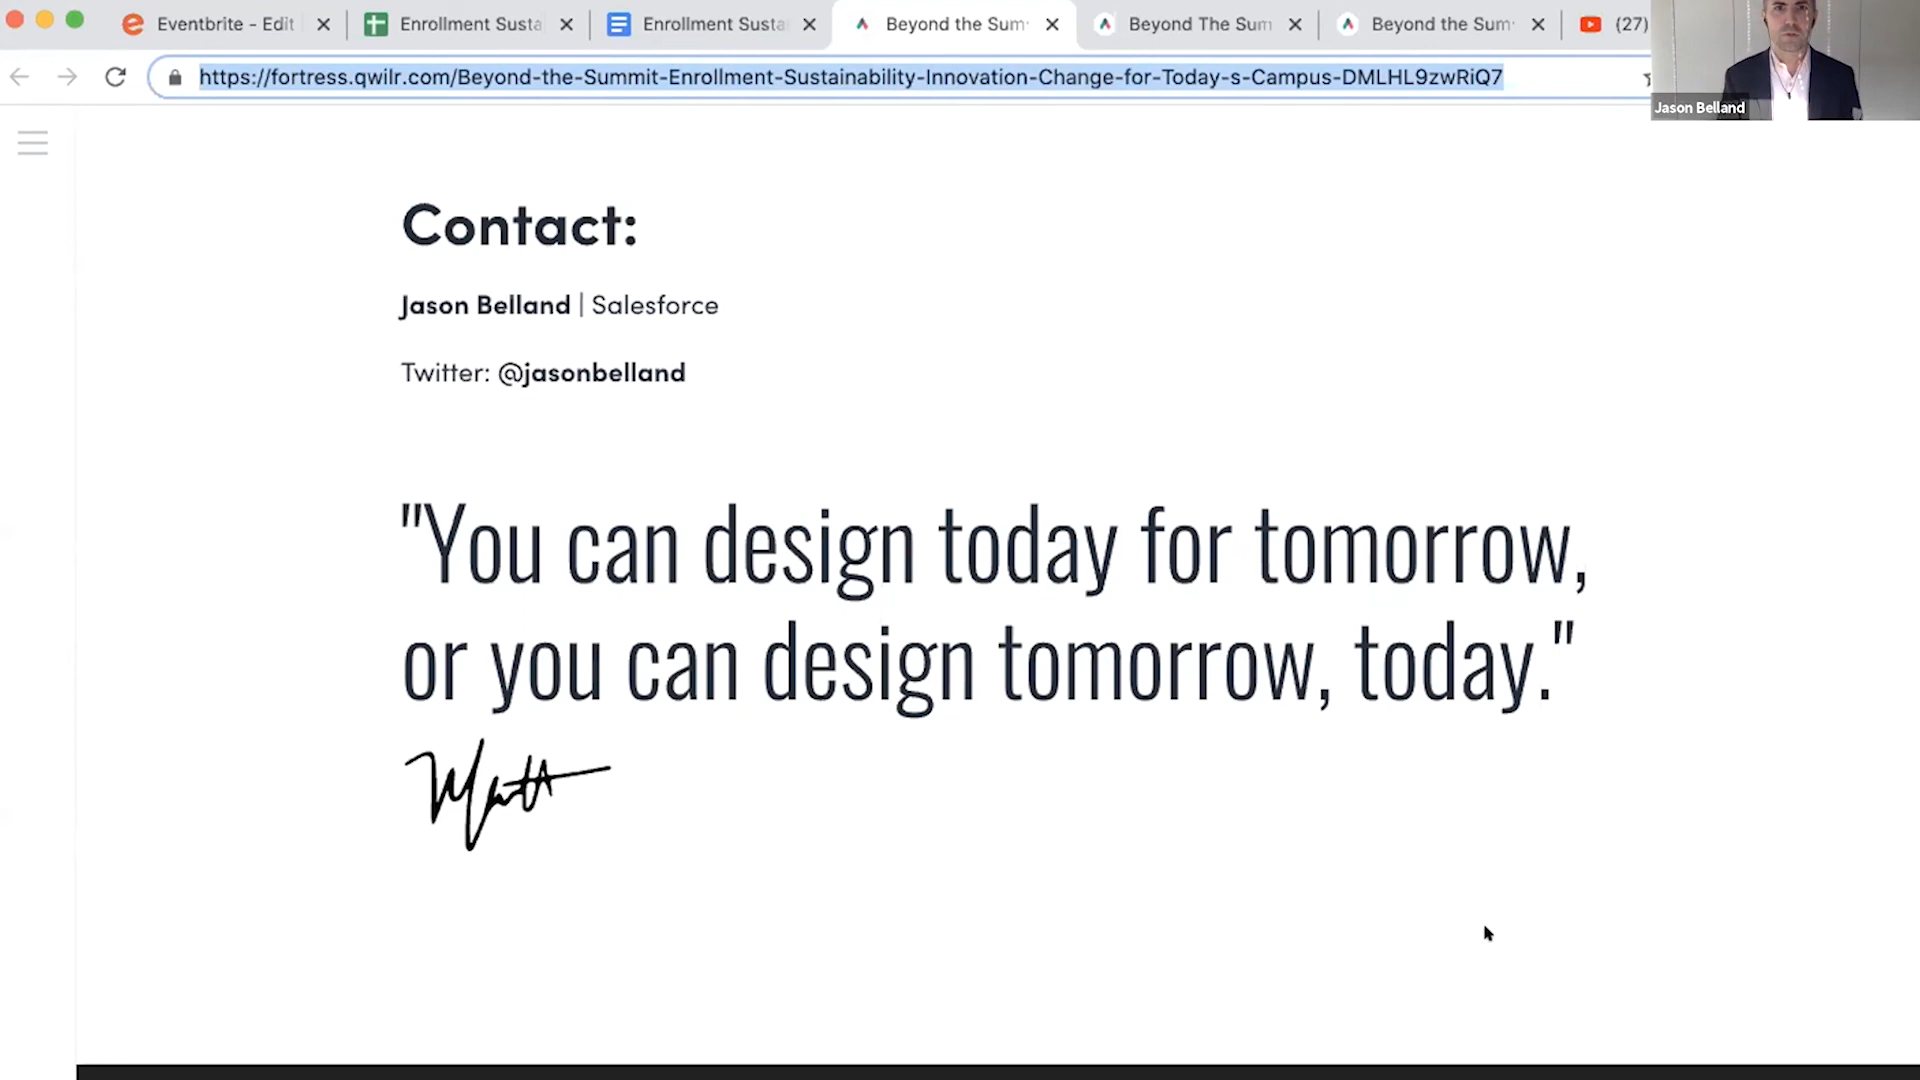 Eventbrite - Edit
Enrollment Susta
Enrollment Susta
Beyond the Sum
Beyond The Sum
Beyond the Sum
(27)
https://fortress.qwilr.com/Beyond-the-Summit-Enrollment-Sustainability-Innovation-Change-for-Today-s-Campus-DMLHL9zwRiQ7
Jason Belland
Contact:
Jason Belland | Salesforce
Twitter: @jasonbelland
"You can design today for tomorrow,
or you can design tomorrow, today."
Matt